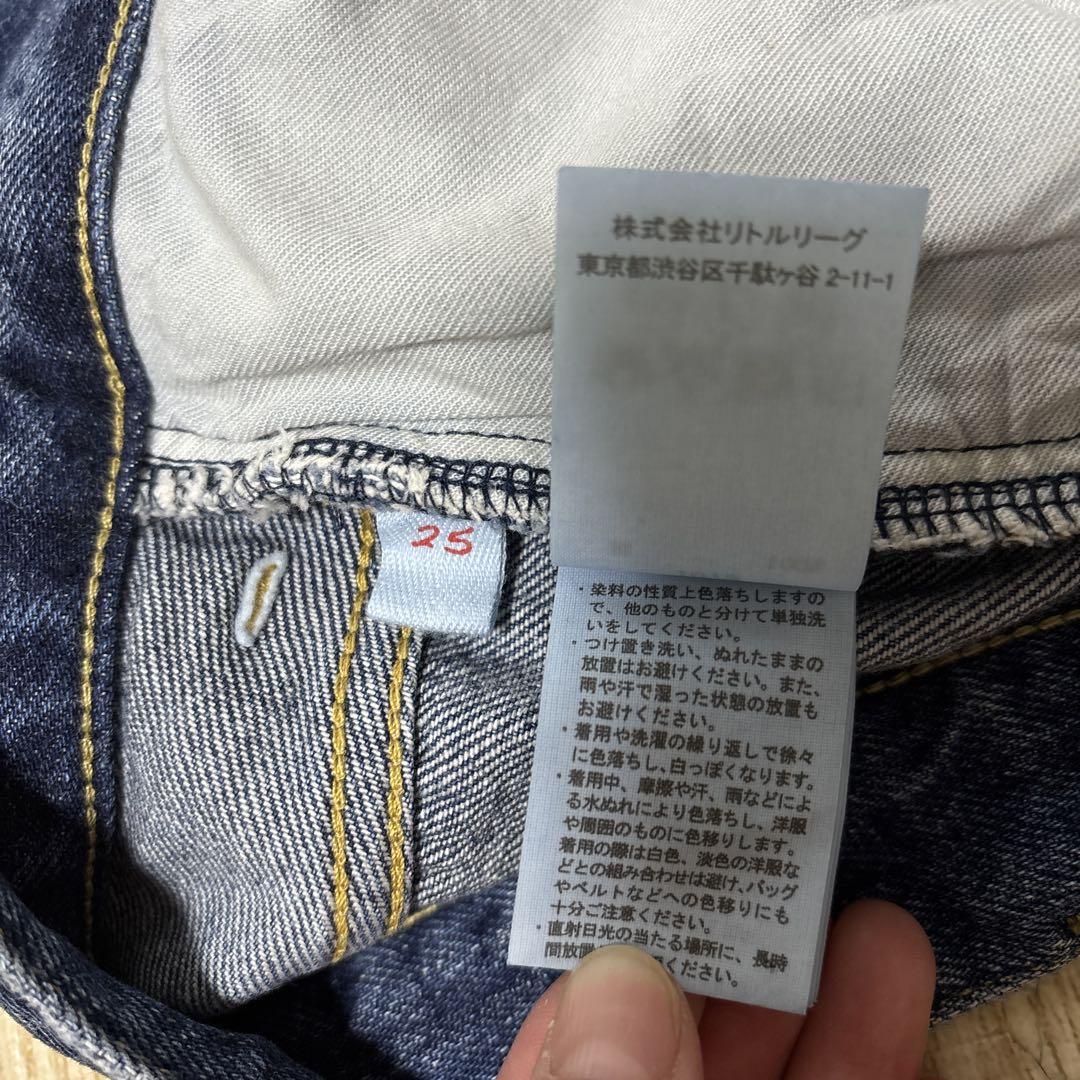 株式会社リトルリーグ
東京都渋谷区千駄ヶ谷 2-11-1
25
・染料の性質上色落ちしますの
で、他のものと分けて単独洗
いをしてください。
・つけ置き洗い、ぬれたままの
放置はお避けください。また、
雨や汗で湿った状態の放置も
お避けください。
・着用や洗濯の繰り返しで徐々
に色落ちし、白っぽくなります。
・着用中、摩擦や汗、雨などによ
る水ぬれにより色落ちし、洋服
や周囲のものに色移りします。
着用の際は白色、淡色の洋服な
どとの組み合わせは避け、バッグ
やベルトなどへの色移りにも
十分ご注意ください。
・直射日光の当たる場所に、長時
間放置 ください。